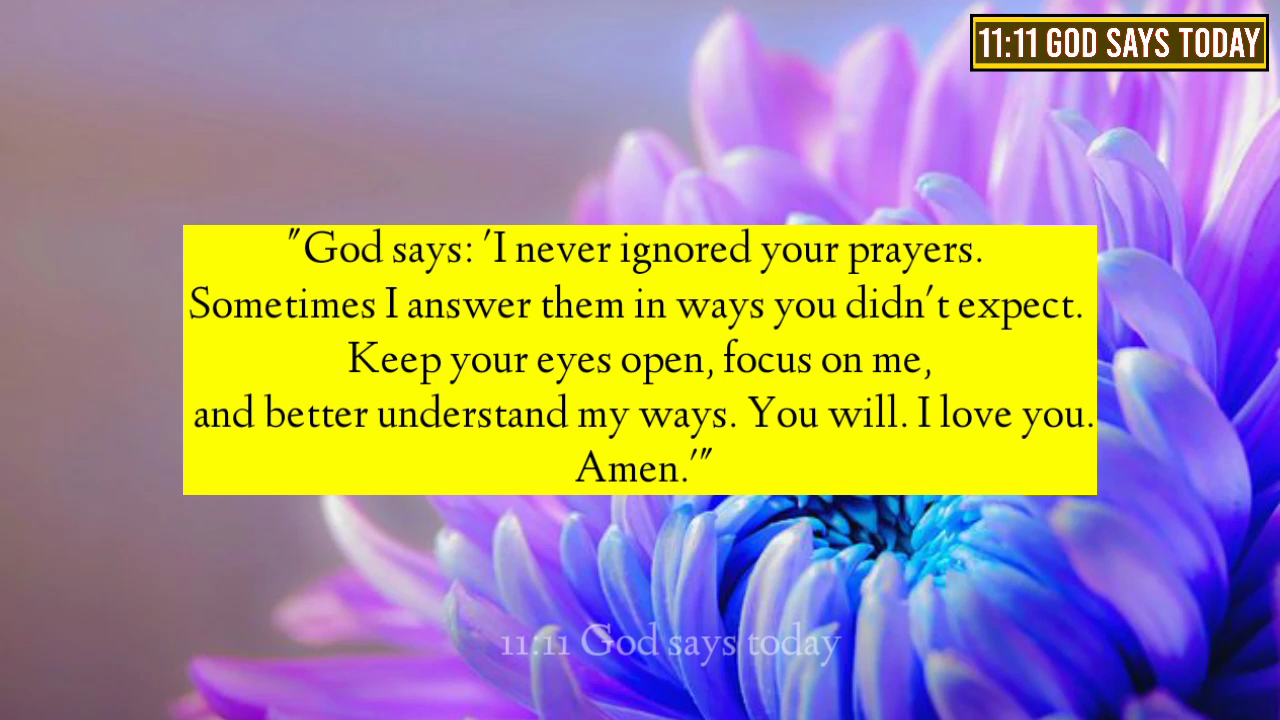 11:11 GOD SAYS TODAY
"God says: 'I never ignored your prayers.
Sometimes I answer them in ways you didn't expect.
Keep your eyes open, focus on me,
and better understand my ways. You will. I love you.
Amen.'"
11:11 God says today